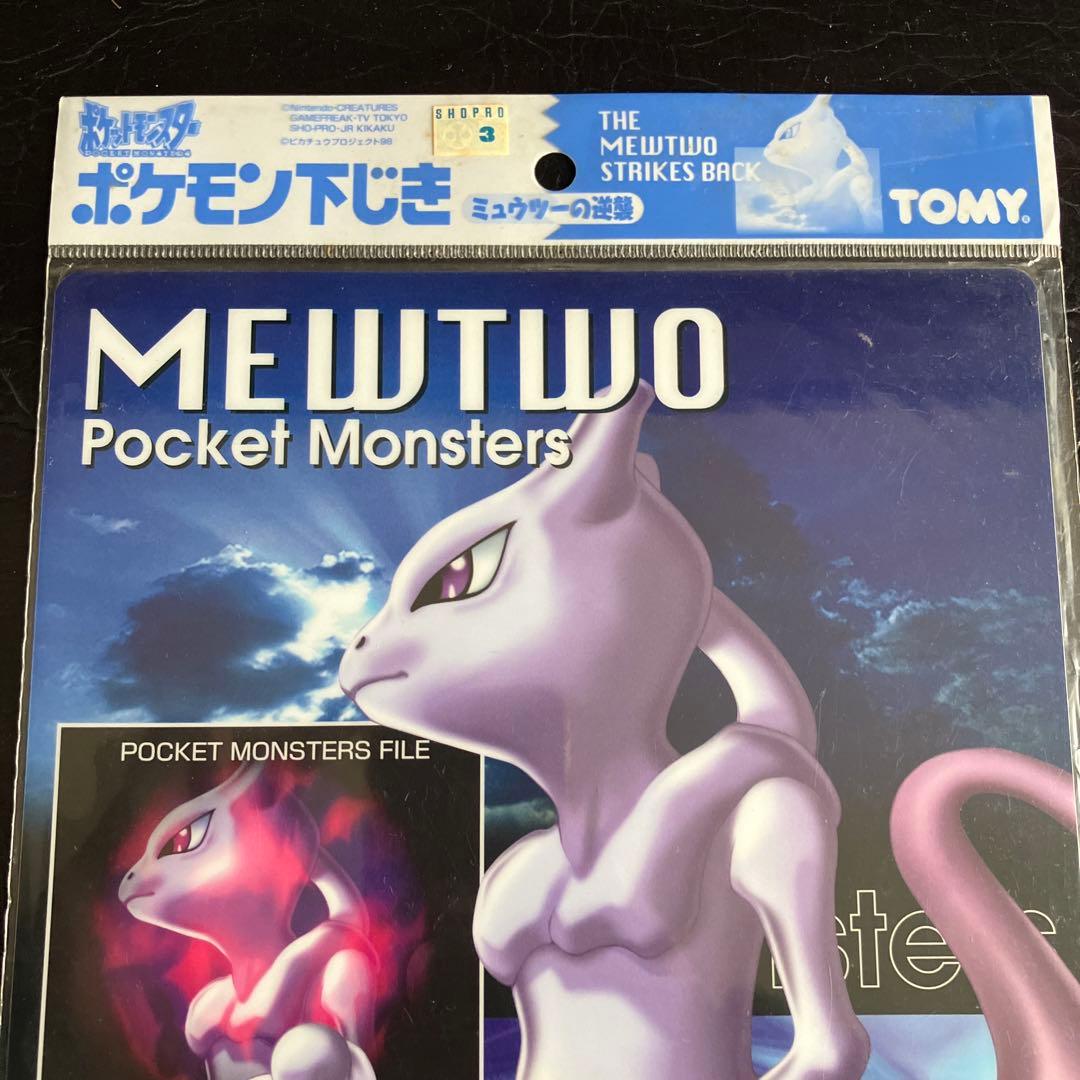 ポケットモンスター
POCKET MONSTERS
©Nintendo・CREATURES
GAMEFREAK・TV TOKYO
SHO-PRO・JR KIKAKU
©ピカチュウプロジェクト98
SHOPRO
3
ポケモン下じき
ミュウツーの逆襲
THE
MEWTWO
STRIKES BACK
TOMY®
MEWTWO
Pocket Monsters
POCKET MONSTERS FILE